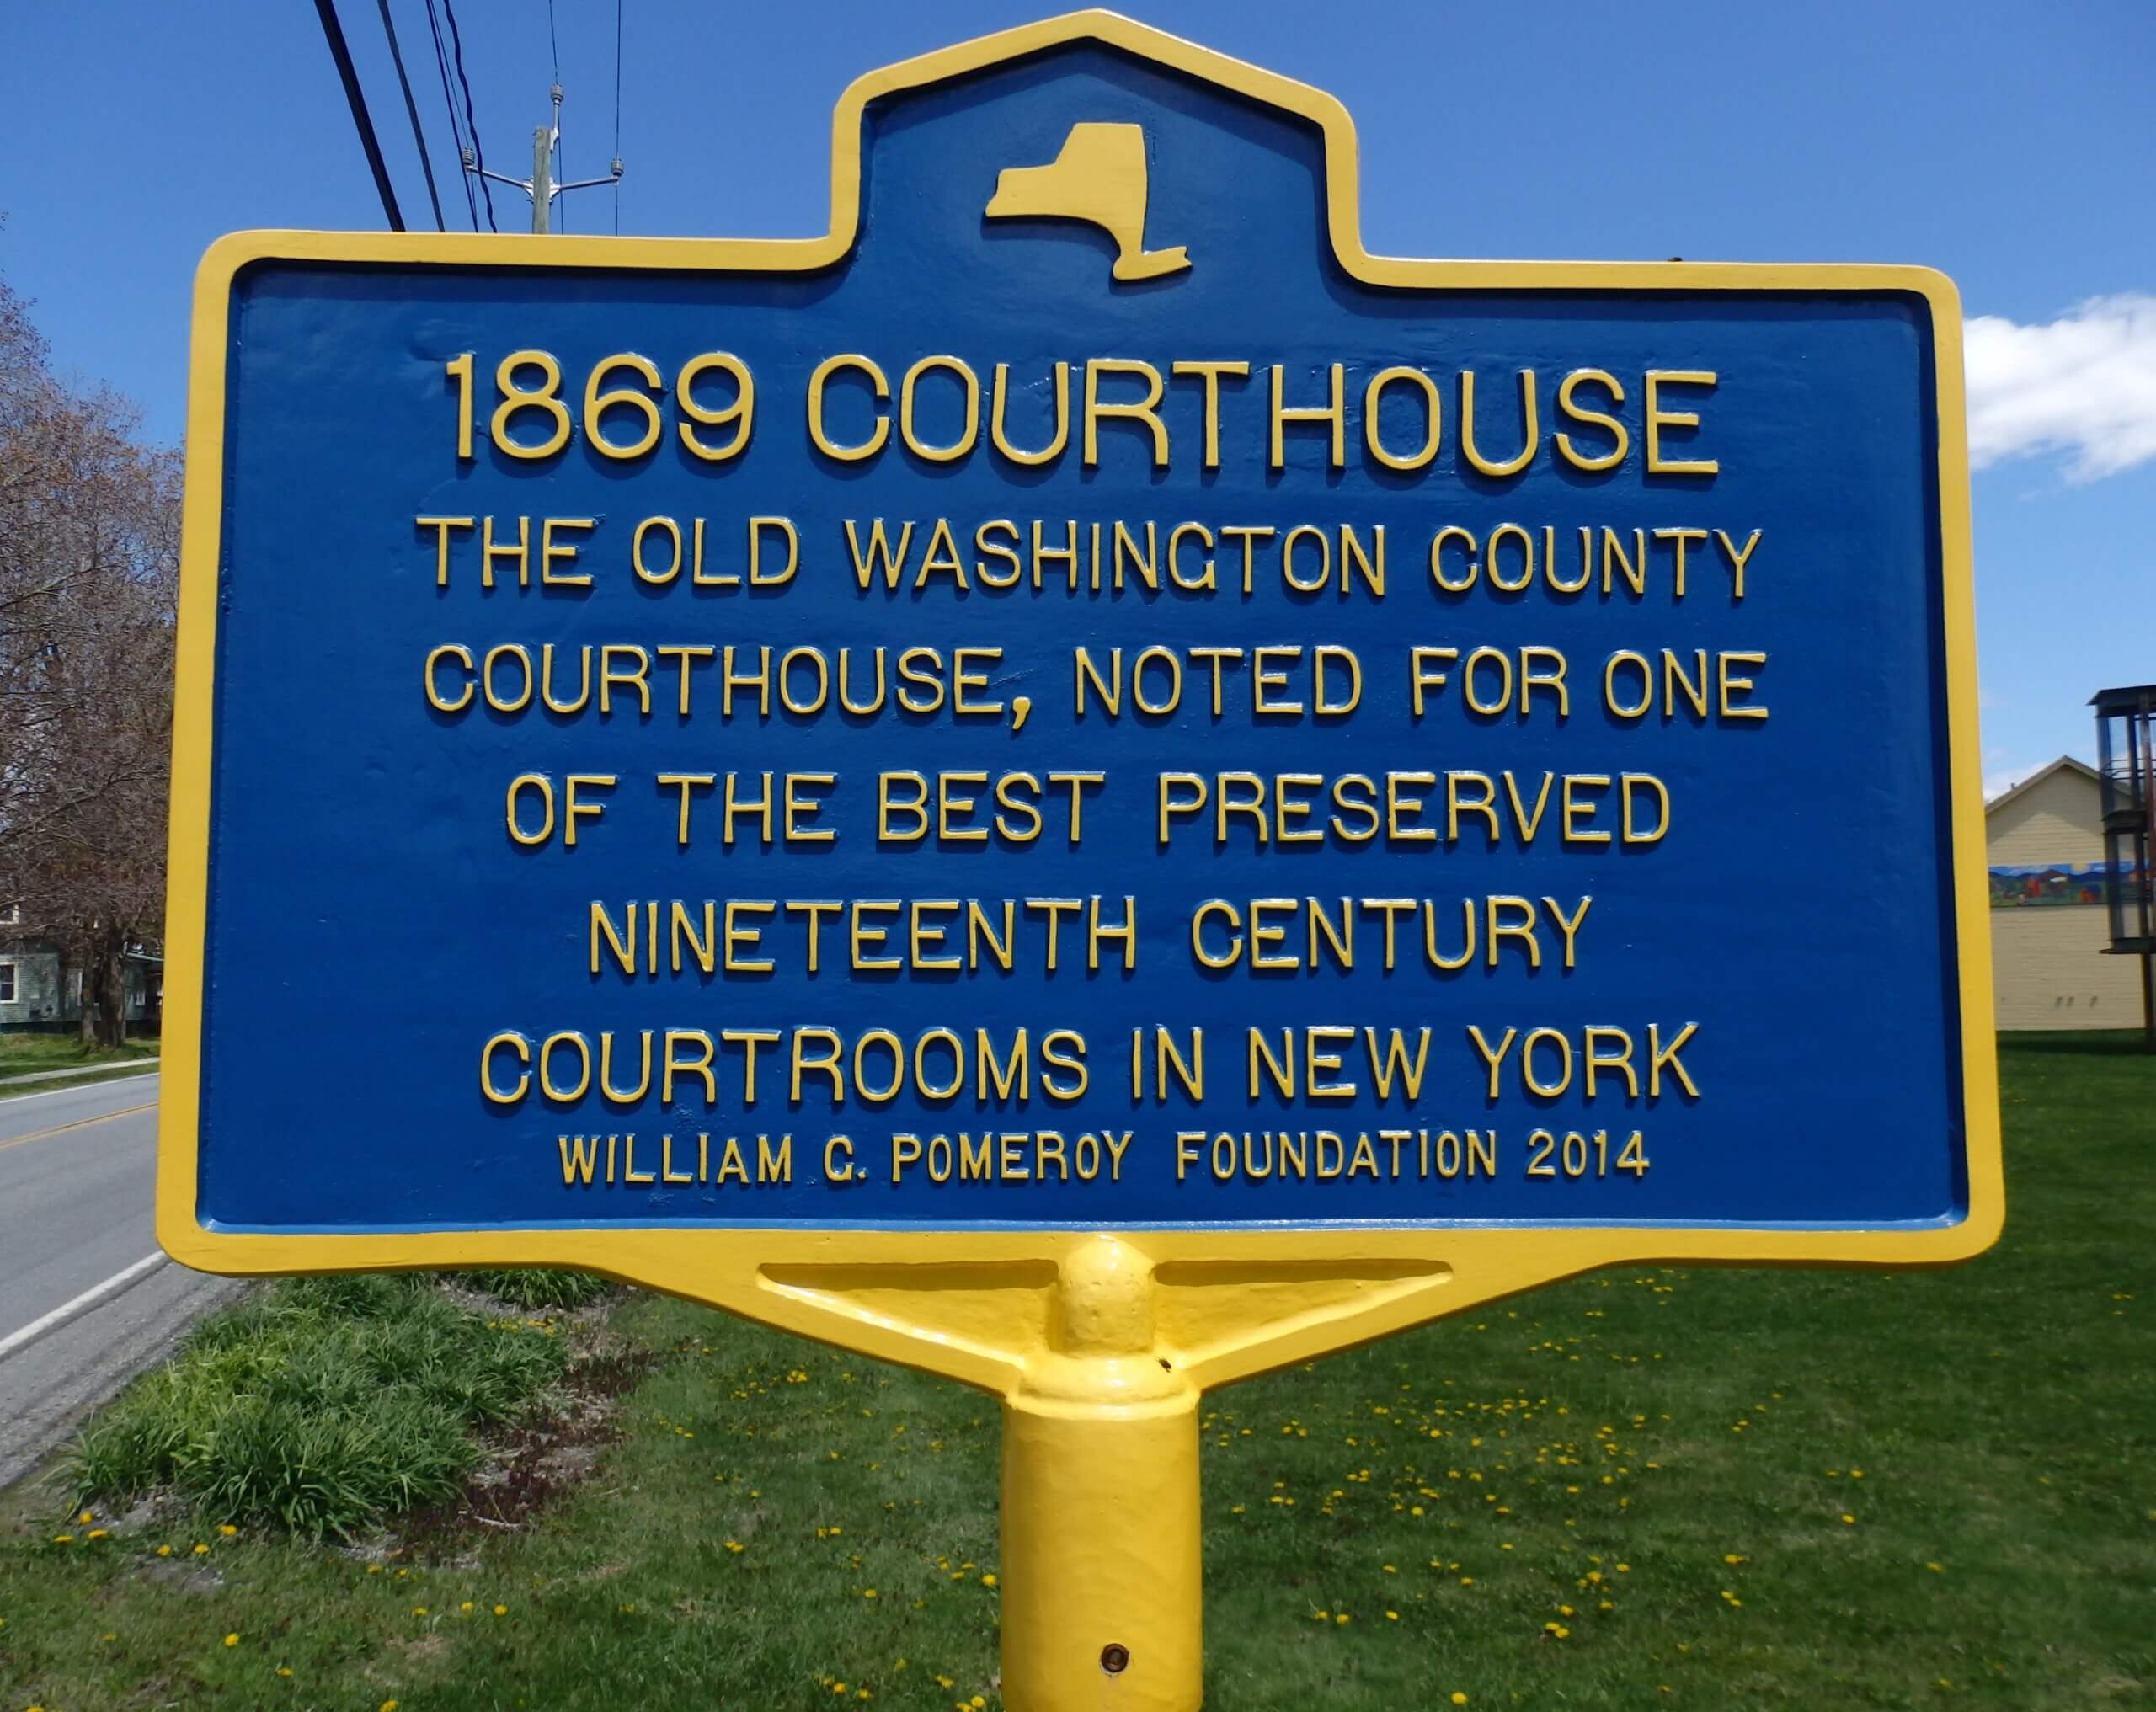 1869 COURTHOUSE
THE OLD WASHINGTON COUNTY
COURTHOUSE, NOTED FOR ONE
OF THE BEST PRESERVED
NINETEENTH CENTURY
COURTROOMS IN NEW YORK
WILLIAM G. POMEROY FOUNDATION 2014